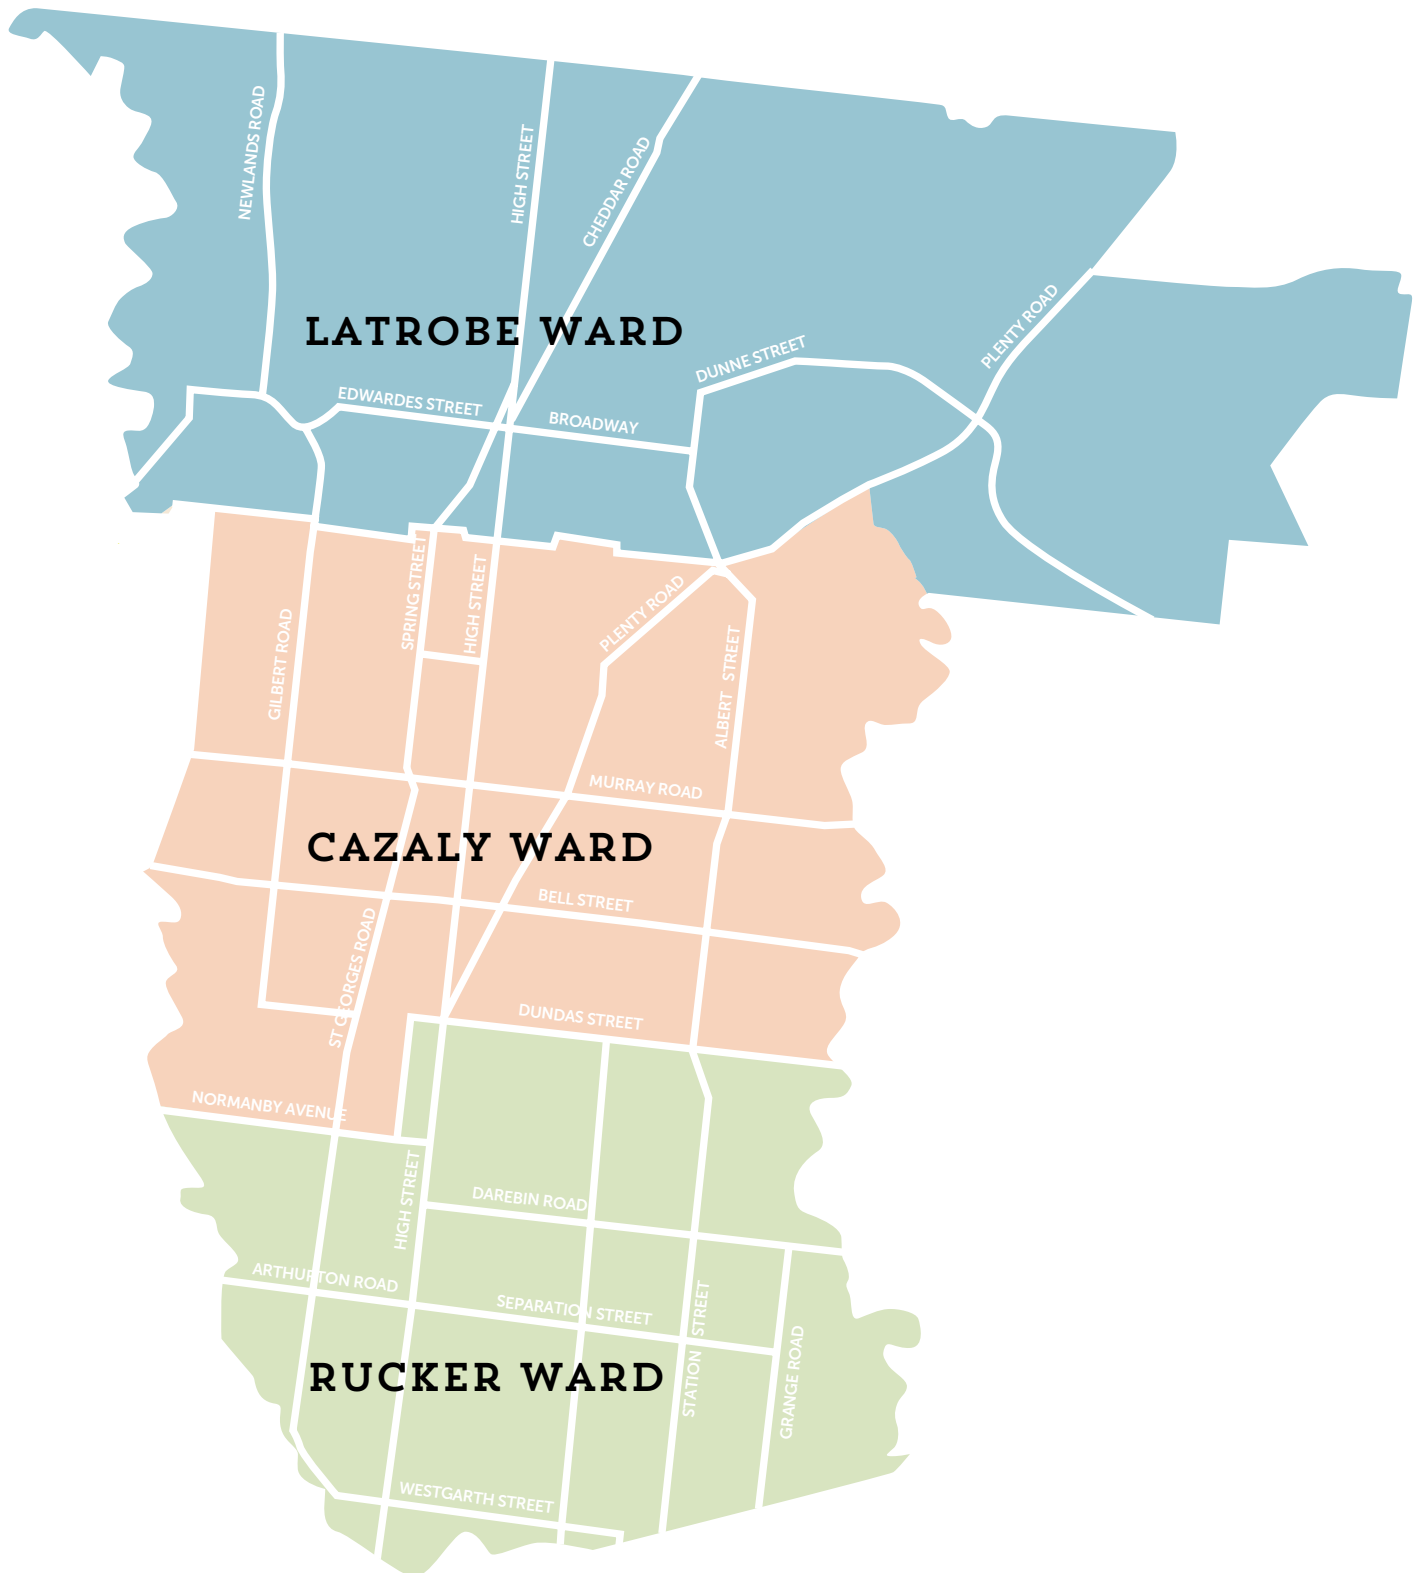 NEWLANDS ROAD
HIGH STREET
CHEDDAR ROAD
PLENTY ROAD
LATROBE WARD
DUNNE STREET
EDWARDES STREET
BROADWAY
SPRING STREET
HIGH STREET
PLENTY ROAD
GILBERT ROAD
ALBERT STREET
MURRAY ROAD
CAZALY WARD
BELL STREET
ST GEORGES ROAD
DUNDAS STREET
NORMANBY AVENUE
HIGH STREET
DAREBIN ROAD
ARTHURTON ROAD
SEPARATION STREET
STATION STREET
GRANGE ROAD
RUCKER WARD
WESTGARTH STREET